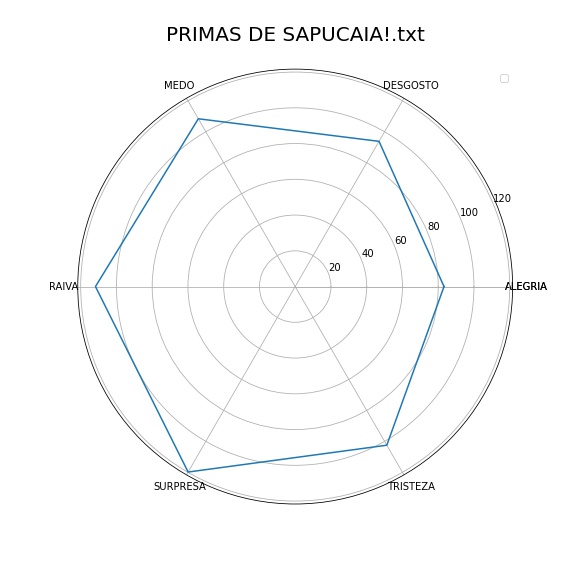 PRIMAS DE SAPUCAIA!.txt
MEDO
DESGOSTO
120
100
80
60
40
20
RAIVA
ALEGRIA
SURPRESA
TRISTEZA